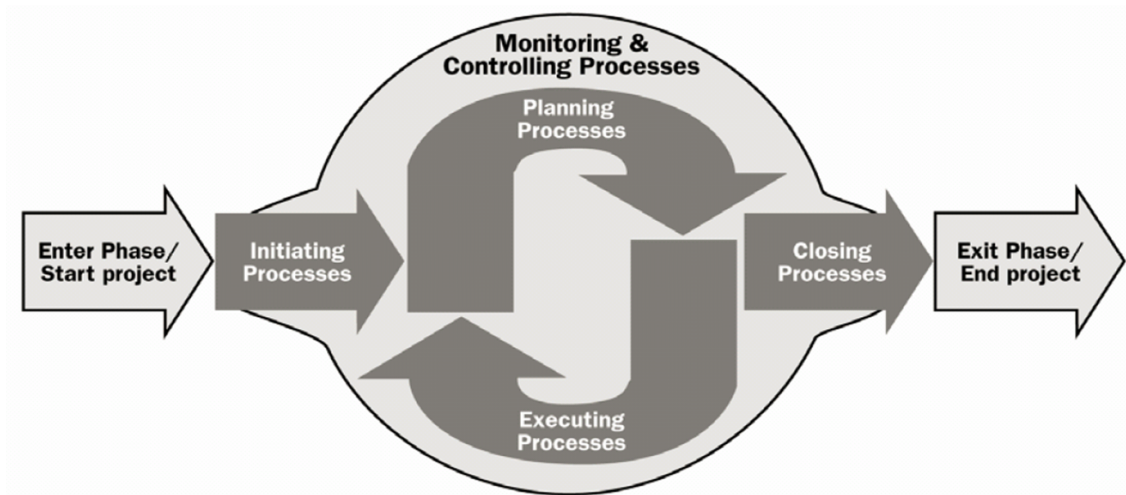 Monitoring &
Controlling Processes
Planning
Processes
Enter Phase/
Start project
Initiating
Processes
Closing
Processes
Exit Phase/
End project
Executing
Processes